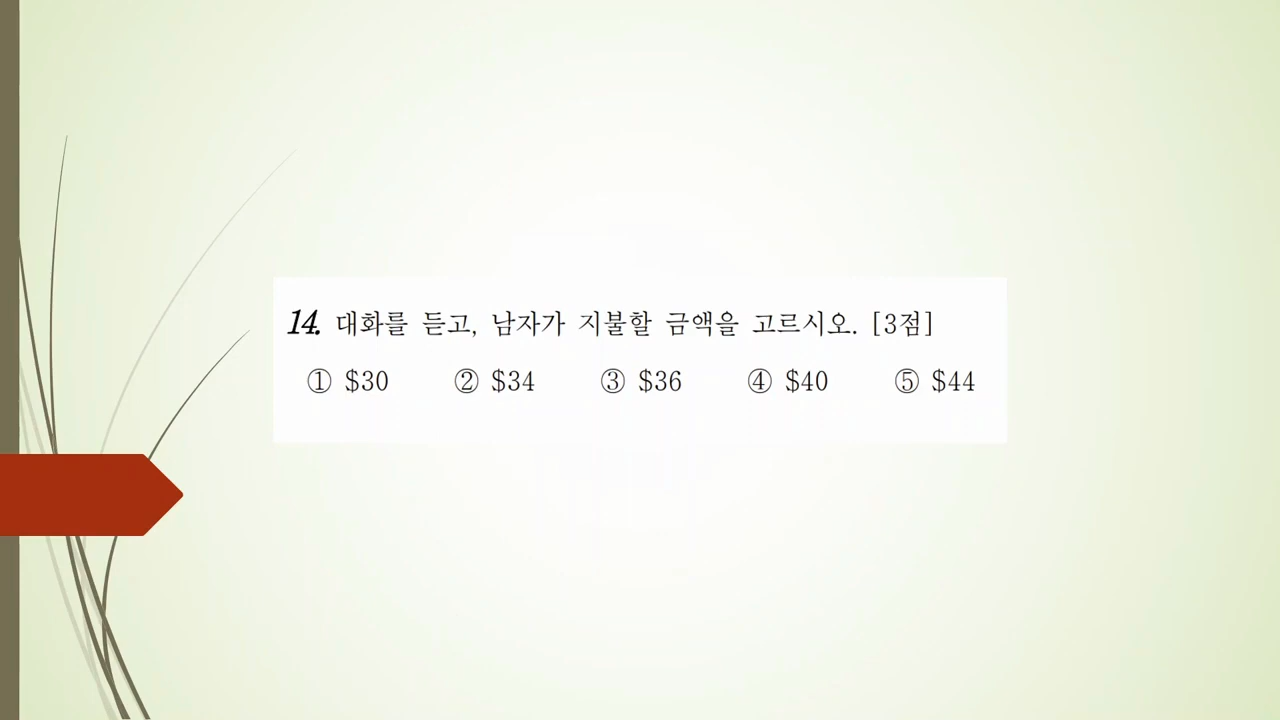 14. 대화를 듣고, 남자가 지불할 금액을 고르시오. [3점]
① $30 ② $34 ③ $36 ④ $40 ⑤ $44